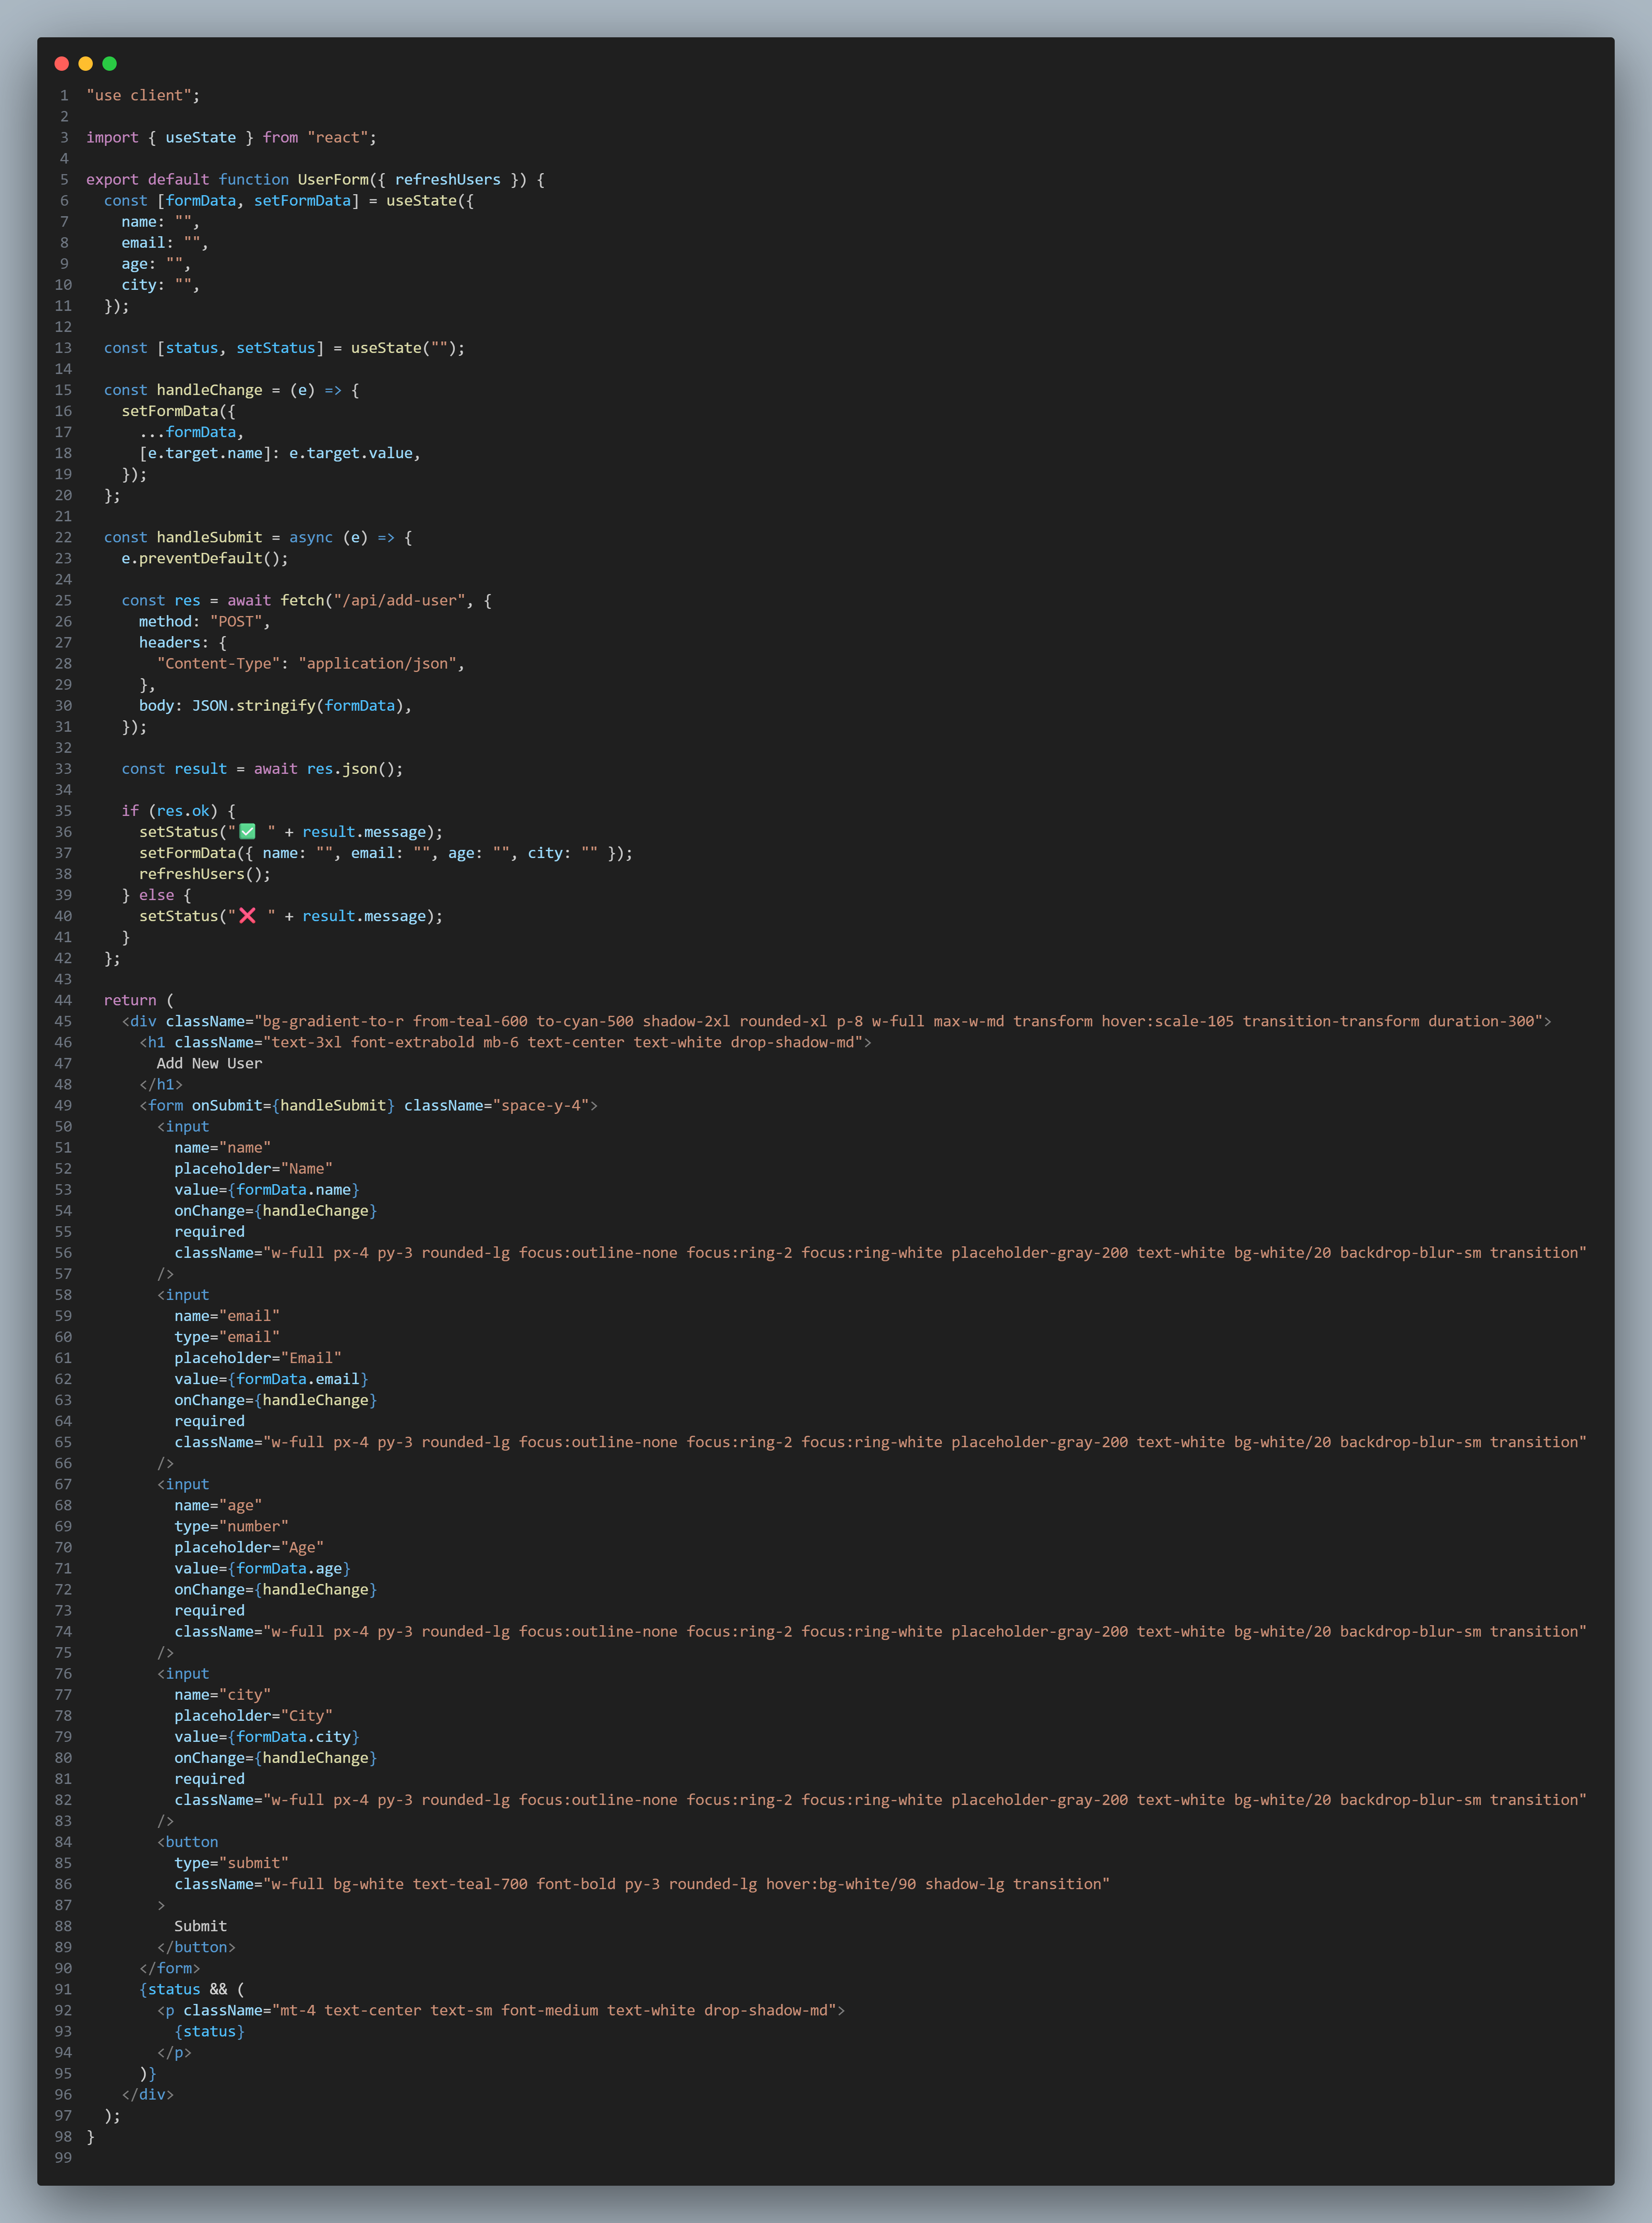 1 "use client";
2
3 import { useState } from "react";
4
5 export default function UserForm({ refreshUsers }) {
6   const [formData, setFormData] = useState({
7     name: "",
8     email: "",
9     age: "",
10     city: "",
11   });
12
13   const [status, setStatus] = useState("");
14
15   const handleChange = (e) => {
16     setFormData({
17       ...formData,
18       [e.target.name]: e.target.value,
19     });
20   };
21
22   const handleSubmit = async (e) => {
23     e.preventDefault();
24
25     const res = await fetch("/api/add-user", {
26       method: "POST",
27       headers: {
28         "Content-Type": "application/json",
29       },
30       body: JSON.stringify(formData),
31     });
32
33     const result = await res.json();
34
35     if (res.ok) {
36       setStatus("✅ " + result.message);
37       setFormData({ name: "", email: "", age: "", city: "" });
38       refreshUsers();
39     } else {
40       setStatus("❌ " + result.message);
41     }
42   };
43
44   return (
45     <div className="bg-gradient-to-r from-teal-600 to-cyan-500 shadow-2xl rounded-xl p-8 w-full max-w-md transform hover:scale-105 transition-transform duration-300">
46       <h1 className="text-3xl font-extrabold mb-6 text-center text-white drop-shadow-md">
47         Add New User
48       </h1>
49       <form onSubmit={handleSubmit} className="space-y-4">
50         <input
51           name="name"
52           placeholder="Name"
53           value={formData.name}
54           onChange={handleChange}
55           required
56           className="w-full px-4 py-3 rounded-lg focus:outline-none focus:ring-2 focus:ring-white placeholder-gray-200 text-white bg-white/20 backdrop-blur-sm transition"
57         />
58         <input
59           name="email"
60           type="email"
61           placeholder="Email"
62           value={formData.email}
63           onChange={handleChange}
64           required
65           className="w-full px-4 py-3 rounded-lg focus:outline-none focus:ring-2 focus:ring-white placeholder-gray-200 text-white bg-white/20 backdrop-blur-sm transition"
66         />
67         <input
68           name="age"
69           type="number"
70           placeholder="Age"
71           value={formData.age}
72           onChange={handleChange}
73           required
74           className="w-full px-4 py-3 rounded-lg focus:outline-none focus:ring-2 focus:ring-white placeholder-gray-200 text-white bg-white/20 backdrop-blur-sm transition"
75         />
76         <input
77           name="city"
78           placeholder="City"
79           value={formData.city}
80           onChange={handleChange}
81           required
82           className="w-full px-4 py-3 rounded-lg focus:outline-none focus:ring-2 focus:ring-white placeholder-gray-200 text-white bg-white/20 backdrop-blur-sm transition"
83         />
84         <button
85           type="submit"
86           className="w-full bg-white text-teal-700 font-bold py-3 rounded-lg hover:bg-white/90 shadow-lg transition"
87         >
88           Submit
89         </button>
90       </form>
91       {status && (
92         <p className="mt-4 text-center text-sm font-medium text-white drop-shadow-md">
93           {status}
94         </p>
95       )}
96     </div>
97   );
98 }
99